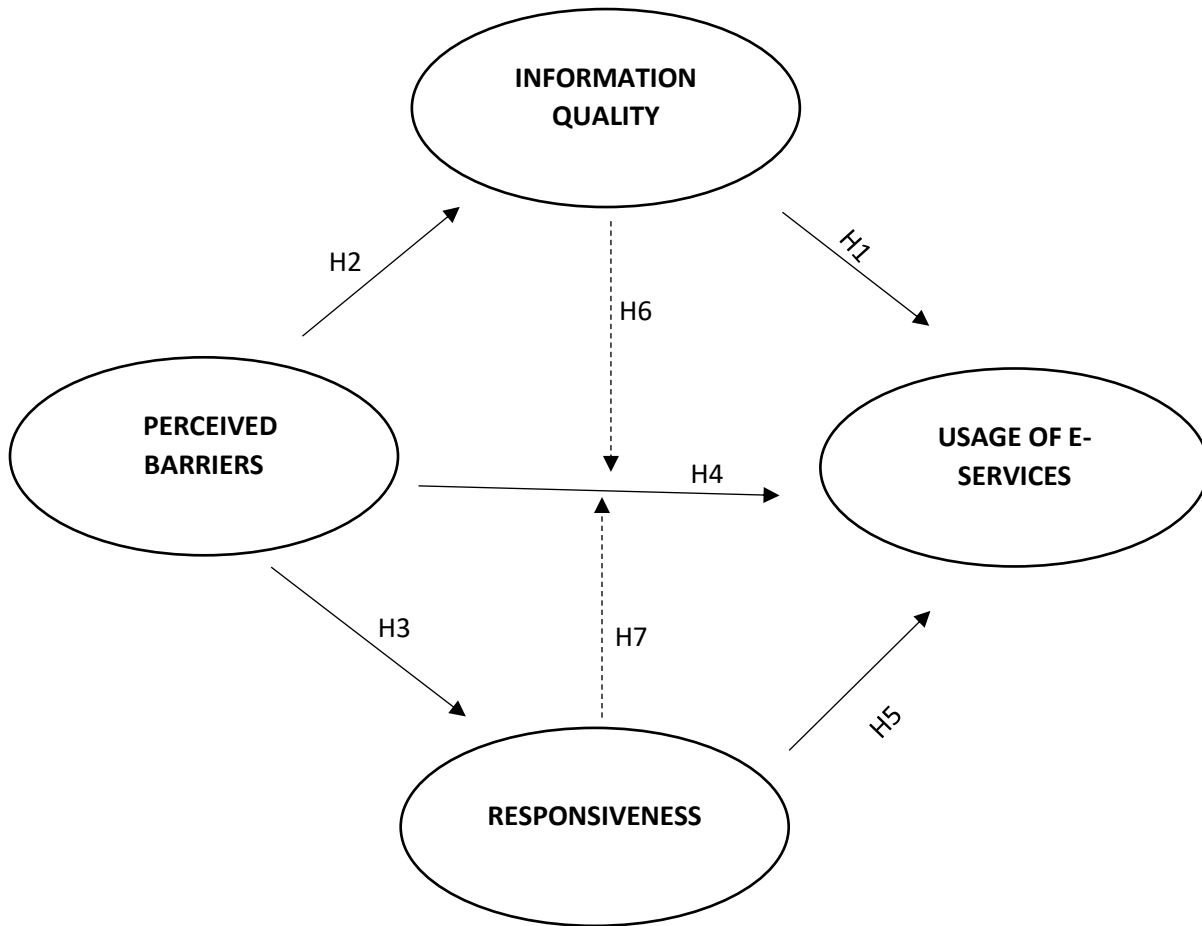 INFORMATION
QUALITY
H2
H1
H6
PERCEIVED
BARRIERS
USAGE OF E-
SERVICES
H4
H3
H7
H5
RESPONSIVENESS